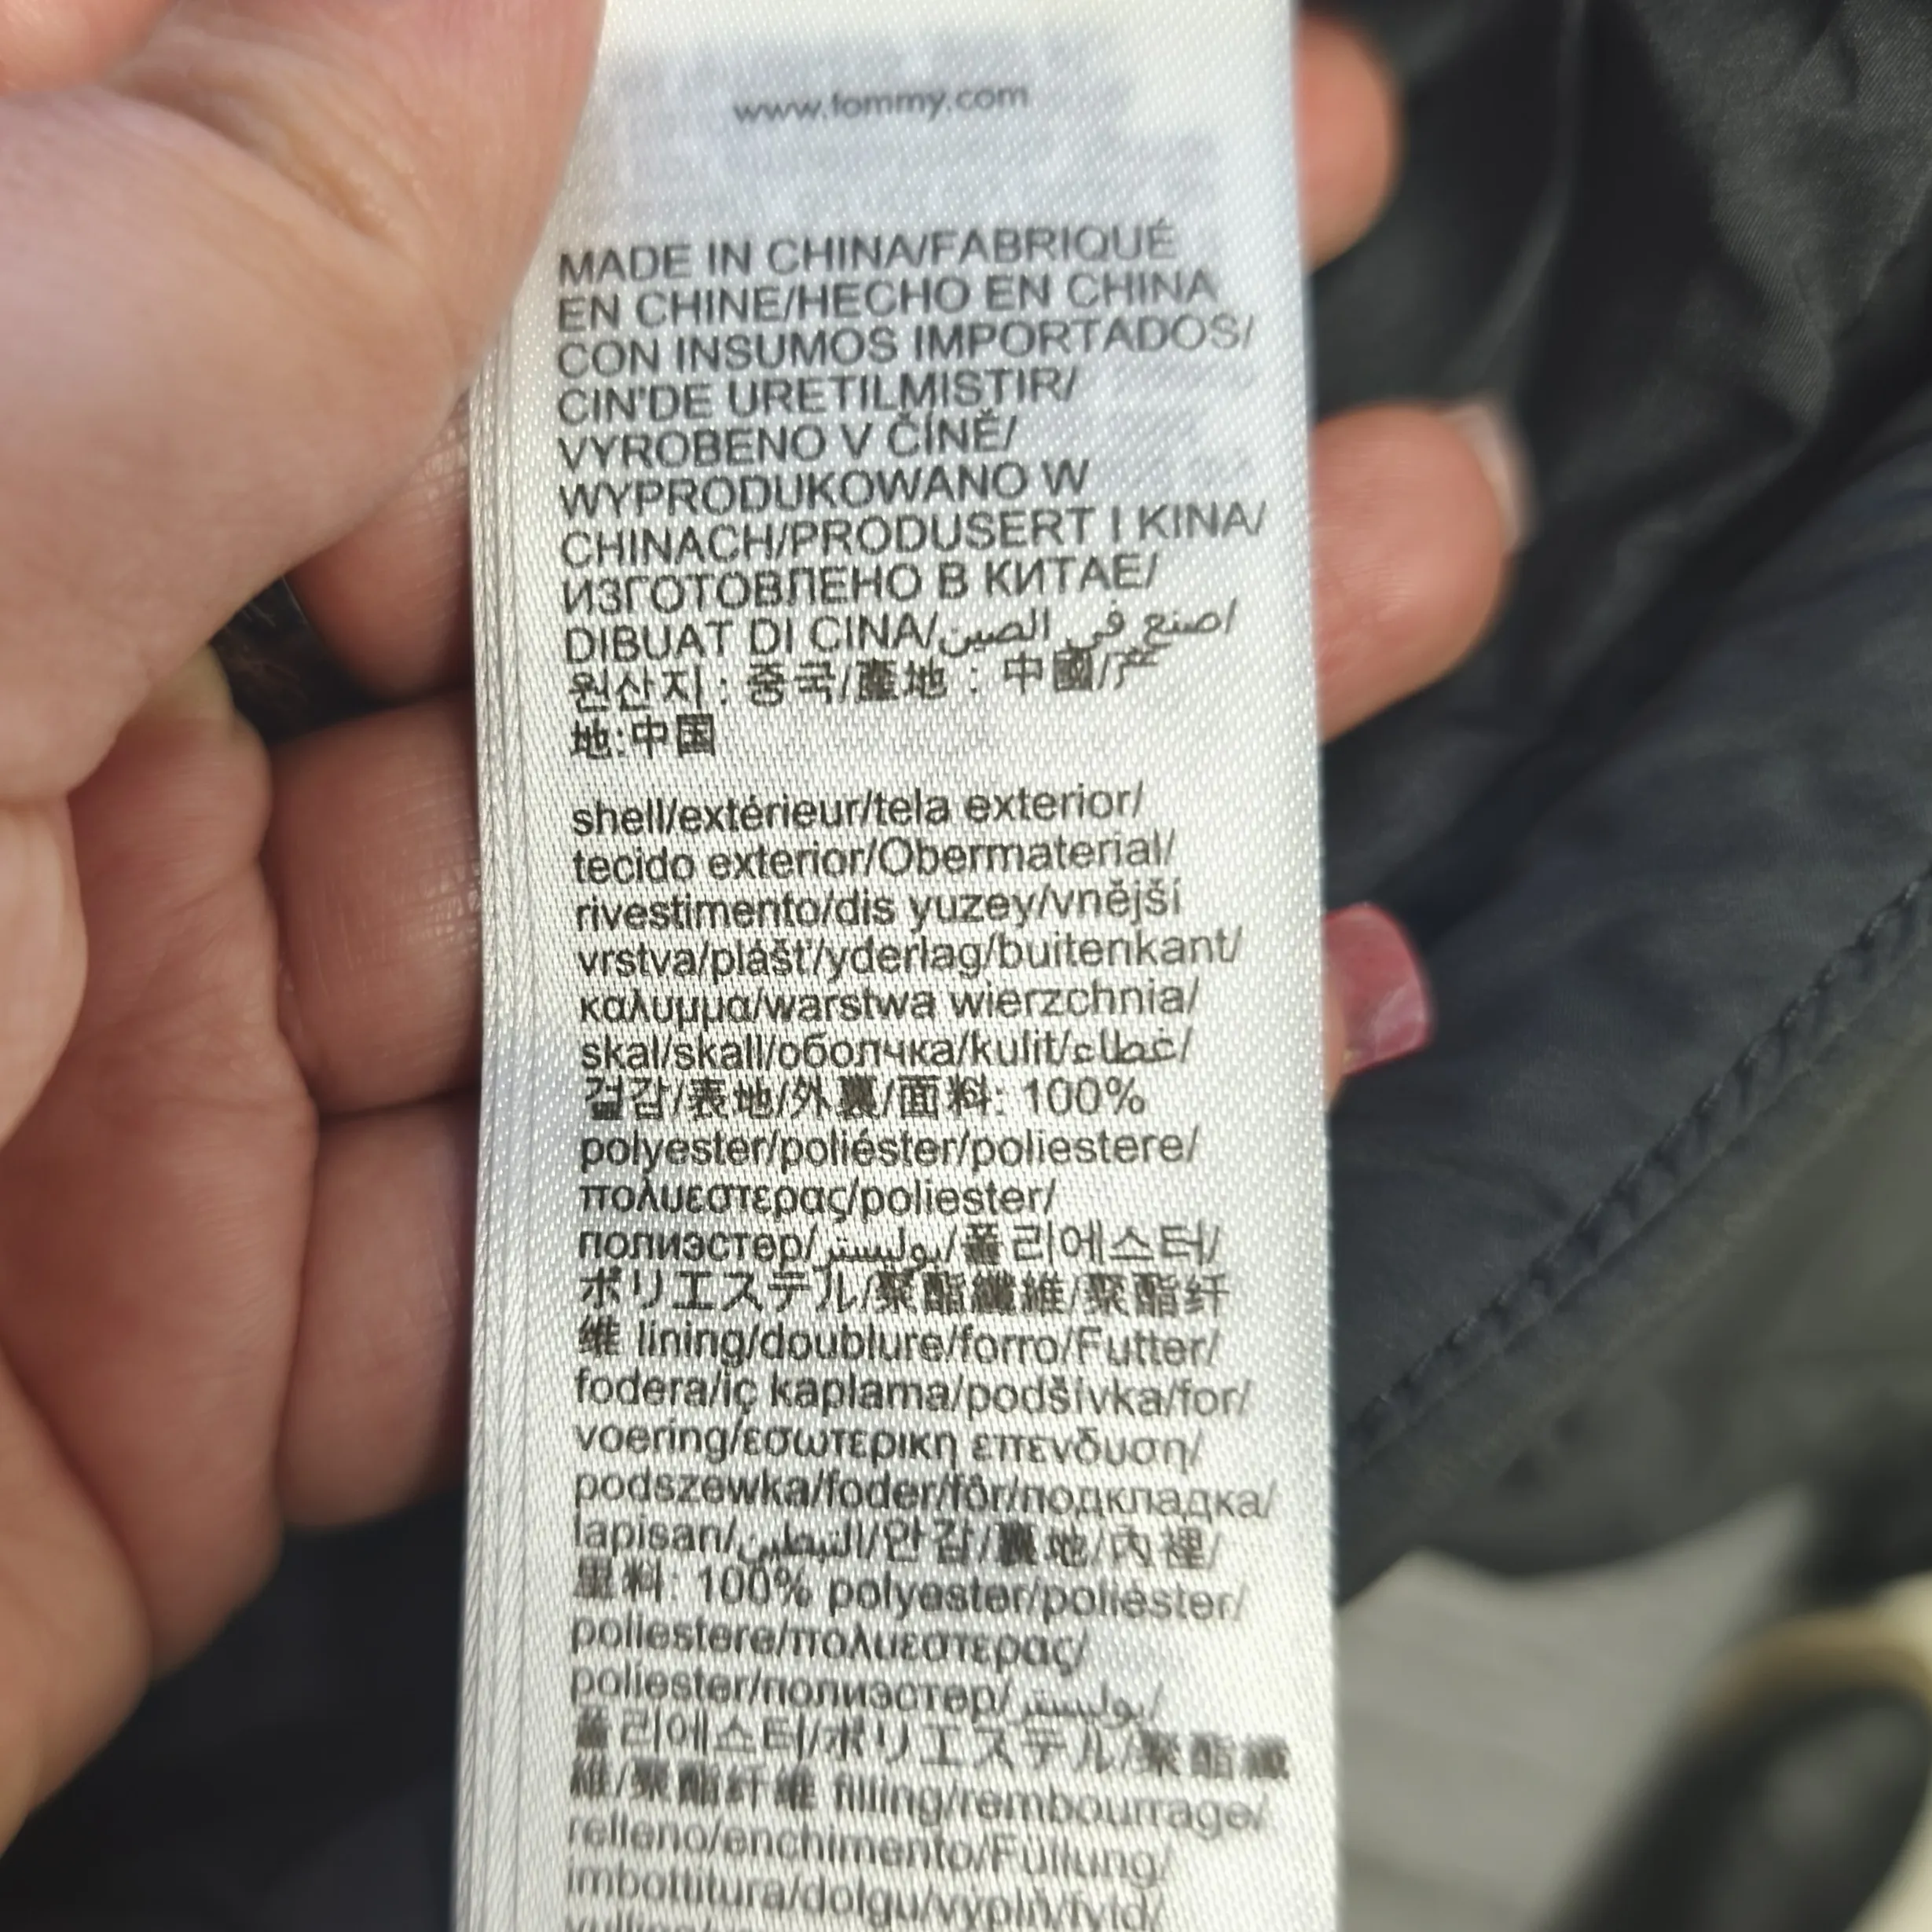 www.tommy.com
MADE IN CHINA/FABRIQUÉ
EN CHINE/HECHO EN CHINA
CON INSUMOS IMPORTADOS/
CIN'DE URETILMISTIR/
VYROBENO V ČÍNĚ/
WYPRODUKOWANO W
CHINACH/PRODUSERT I KINA/
ИЗГОТОВЛЕНО В КИТАЕ/
DIBUAT DI CINA/صنع في الصين/
원산지 : 중국/產地 : 中國/产
地:中国
shell/extérieur/tela exterior/
tecido exterior/Obermaterial/
rivestimento/dis yuzey/vnější
vrstva/plášť/yderlag/buitenkant/
καλυμμα/warstwa wierzchnia/
skal/skall/оболчка/kulit/غطاء/
겉감/表地/外裏/面料: 100%
polyester/poliéster/poliestere/
πολυεστερας/poliester/
полиэстер/بوليستر/폴리에스터/
ポリエステル/聚酯纖維/聚酯纤
维 lining/doublure/forro/Futter/
fodera/iç kaplama/podšívka/for/
voering/εσωτερικη επενδυση/
podszewka/foder/fôr/подкладка/
lapisan/التبطين/안감/裏地/內裡/
里料: 100% polyester/poliéster/
poliestere/πολυεστερας/
poliester/полиэстер/بوليستر/
폴리에스터/ポリエステル/聚酯纖
維/聚酯纤维 filling/rembourrage/
relleno/enchimento/Füllung/
imbottitura/dolgu/výplň/fyld/